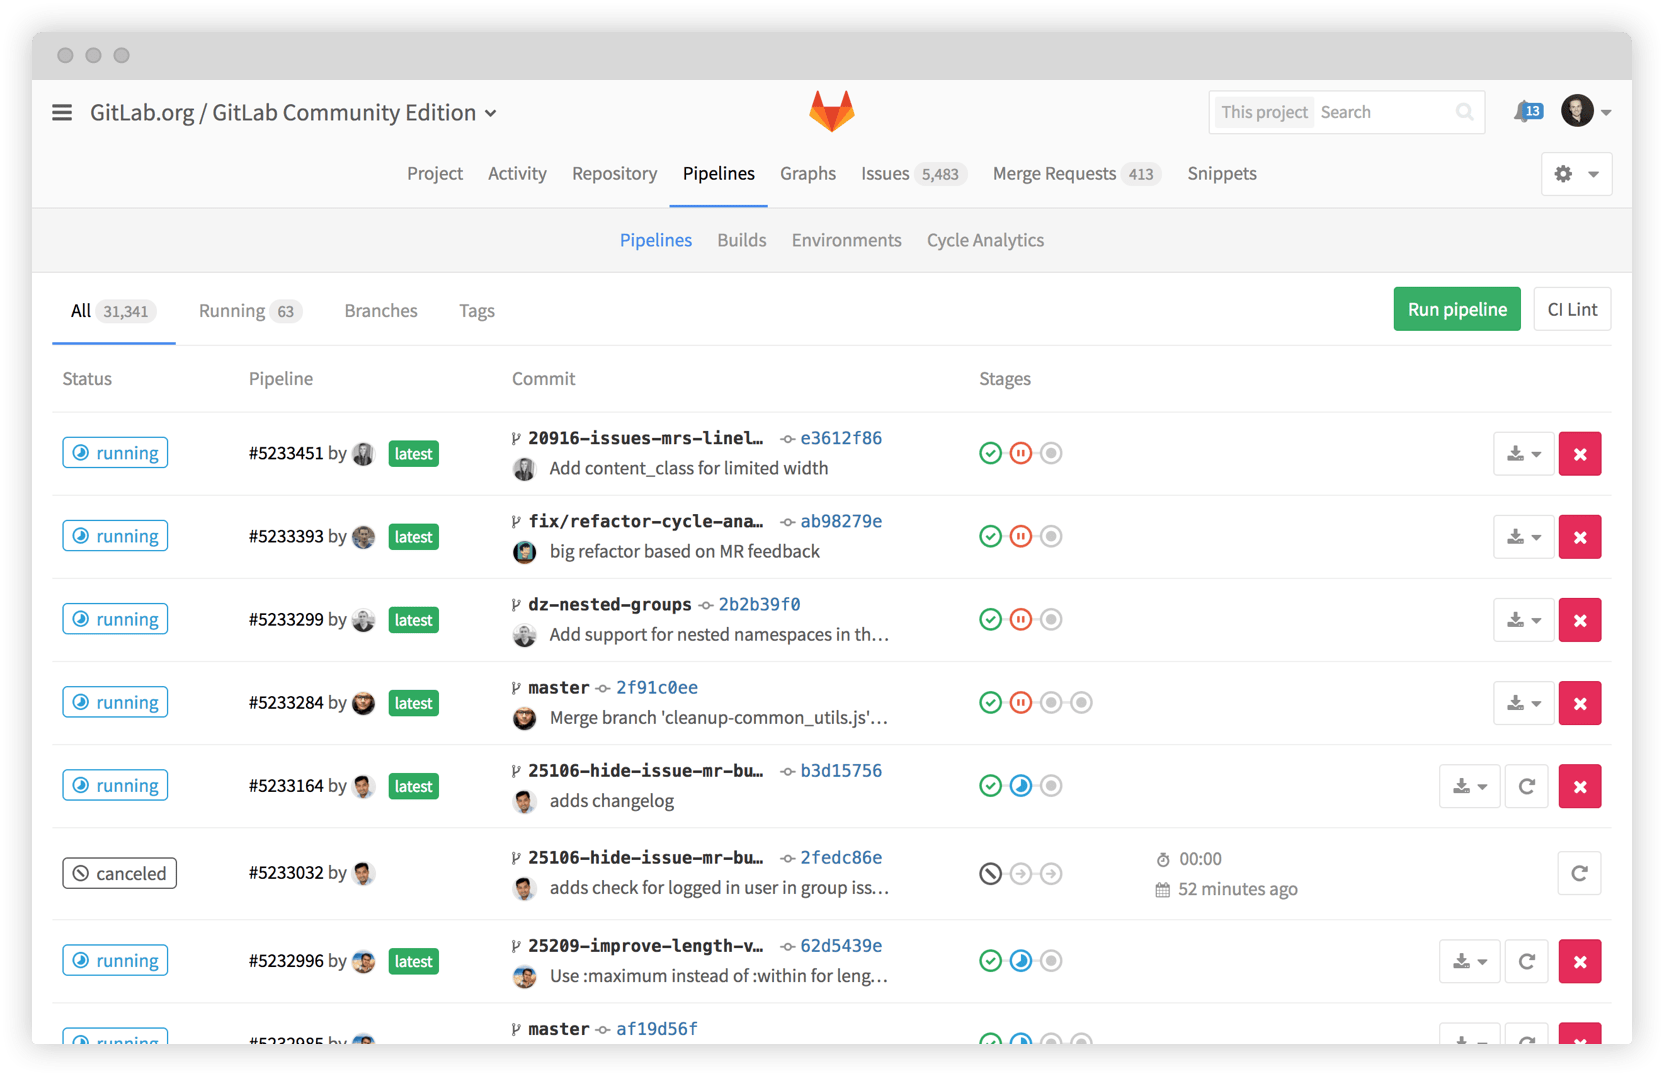 GitLab.org / GitLab Community Edition
This project Search
13
Project Activity Repository Pipelines Graphs Issues 5,483 Merge Requests 413 Snippets
Pipelines Builds Environments Cycle Analytics
All 31,341 Running 63 Branches Tags
Run pipeline CI Lint
Status Pipeline Commit Stages
running #5233451 by latest 20916-issues-mrs-linel… e3612f86
Add content_class for limited width
running #5233393 by latest fix/refactor-cycle-ana… ab98279e
big refactor based on MR feedback
running #5233299 by latest dz-nested-groups 2b2b39f0
Add support for nested namespaces in th…
running #5233284 by latest master 2f91c0ee
Merge branch 'cleanup-common_utils.js'…
running #5233164 by latest 25106-hide-issue-mr-bu… b3d15756
adds changelog
canceled #5233032 by 25106-hide-issue-mr-bu… 2fedc86e 00:00
adds check for logged in user in group iss… 52 minutes ago
running #5232996 by latest 25209-improve-length-v… 62d5439e
Use :maximum instead of :within for leng…
running #5232985 by master af19d56f